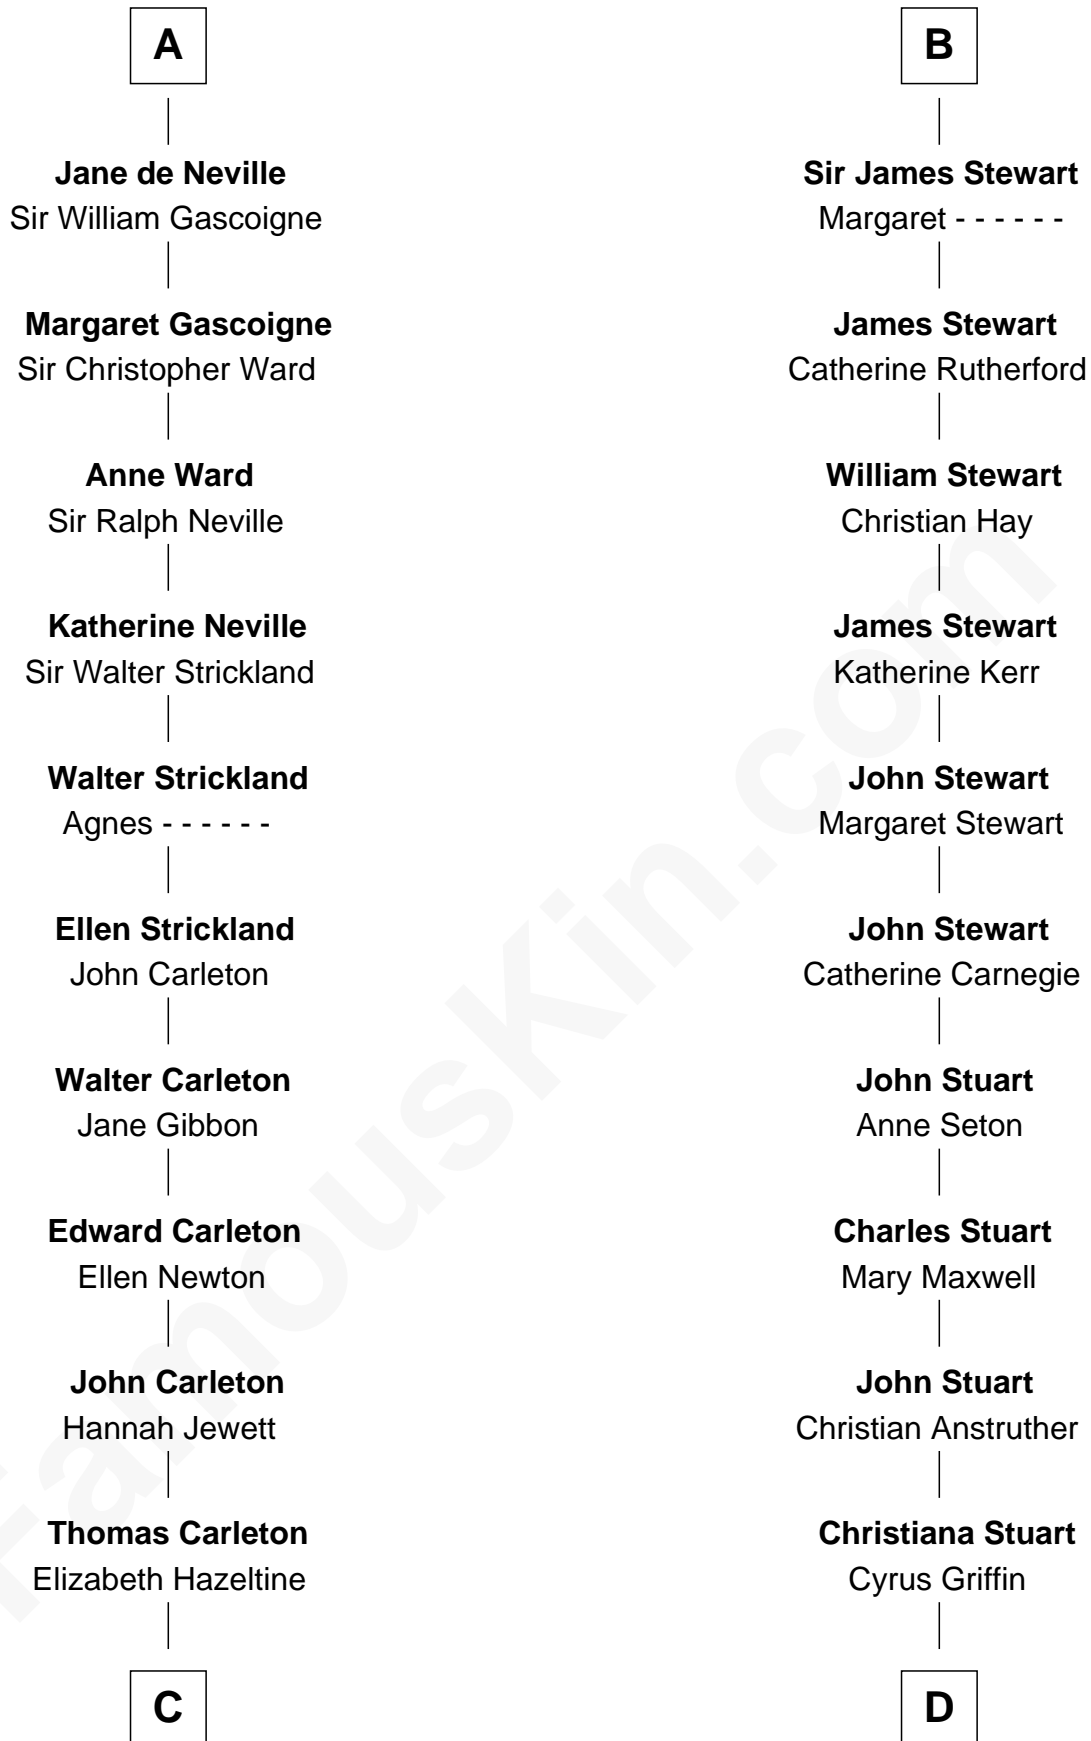 A
Jane de Neville
Sir William Gascoigne
Margaret Gascoigne
Sir Christopher Ward
Anne Ward
Sir Ralph Neville
Katherine Neville
Sir Walter Strickland
Walter Strickland
Agnes - - - - - -
Ellen Strickland
John Carleton
Walter Carleton
Jane Gibbon
Edward Carleton
Ellen Newton
John Carleton
Hannah Jewett
Thomas Carleton
Elizabeth Hazeltine
C
B
Sir James Stewart
Margaret - - - - - -
James Stewart
Catherine Rutherford
William Stewart
Christian Hay
James Stewart
Katherine Kerr
John Stewart
Margaret Stewart
John Stewart
Catherine Carnegie
John Stuart
Anne Seton
Charles Stuart
Mary Maxwell
John Stuart
Christian Anstruther
Christiana Stuart
Cyrus Griffin
D
FamousKin.com